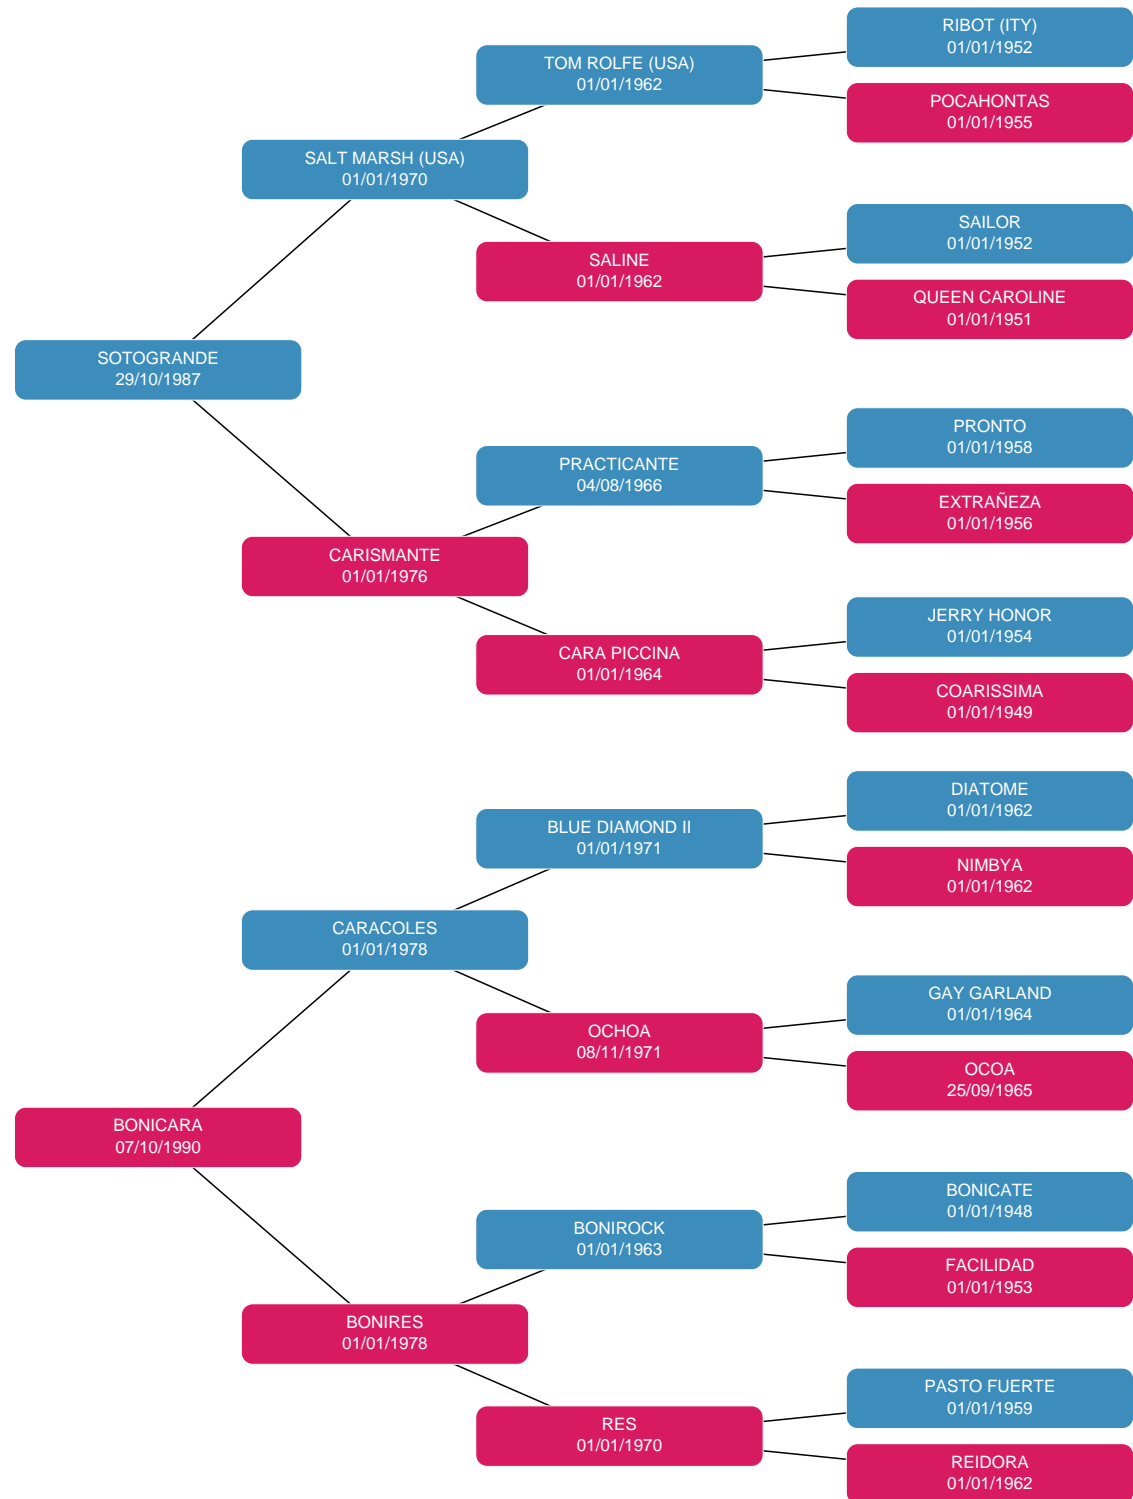 RIBOT (ITY)
01/01/1952
TOM ROLFE (USA)
01/01/1962
POCAHONTAS
01/01/1955
SALT MARSH (USA)
01/01/1970
SAILOR
01/01/1952
SALINE
01/01/1962
QUEEN CAROLINE
01/01/1951
SOTOGRANDE
29/10/1987
PRONTO
01/01/1958
PRACTICANTE
04/08/1966
EXTRAÑEZA
01/01/1956
CARISMANTE
01/01/1976
JERRY HONOR
01/01/1954
CARA PICCINA
01/01/1964
COARISSIMA
01/01/1949
DIATOME
01/01/1962
BLUE DIAMOND II
01/01/1971
NIMBYA
01/01/1962
CARACOLES
01/01/1978
GAY GARLAND
01/01/1964
OCHOA
08/11/1971
OCOA
25/09/1965
BONICARA
07/10/1990
BONICATE
01/01/1948
BONIROCK
01/01/1963
FACILIDAD
01/01/1953
BONIRES
01/01/1978
PASTO FUERTE
01/01/1959
RES
01/01/1970
REIDORA
01/01/1962